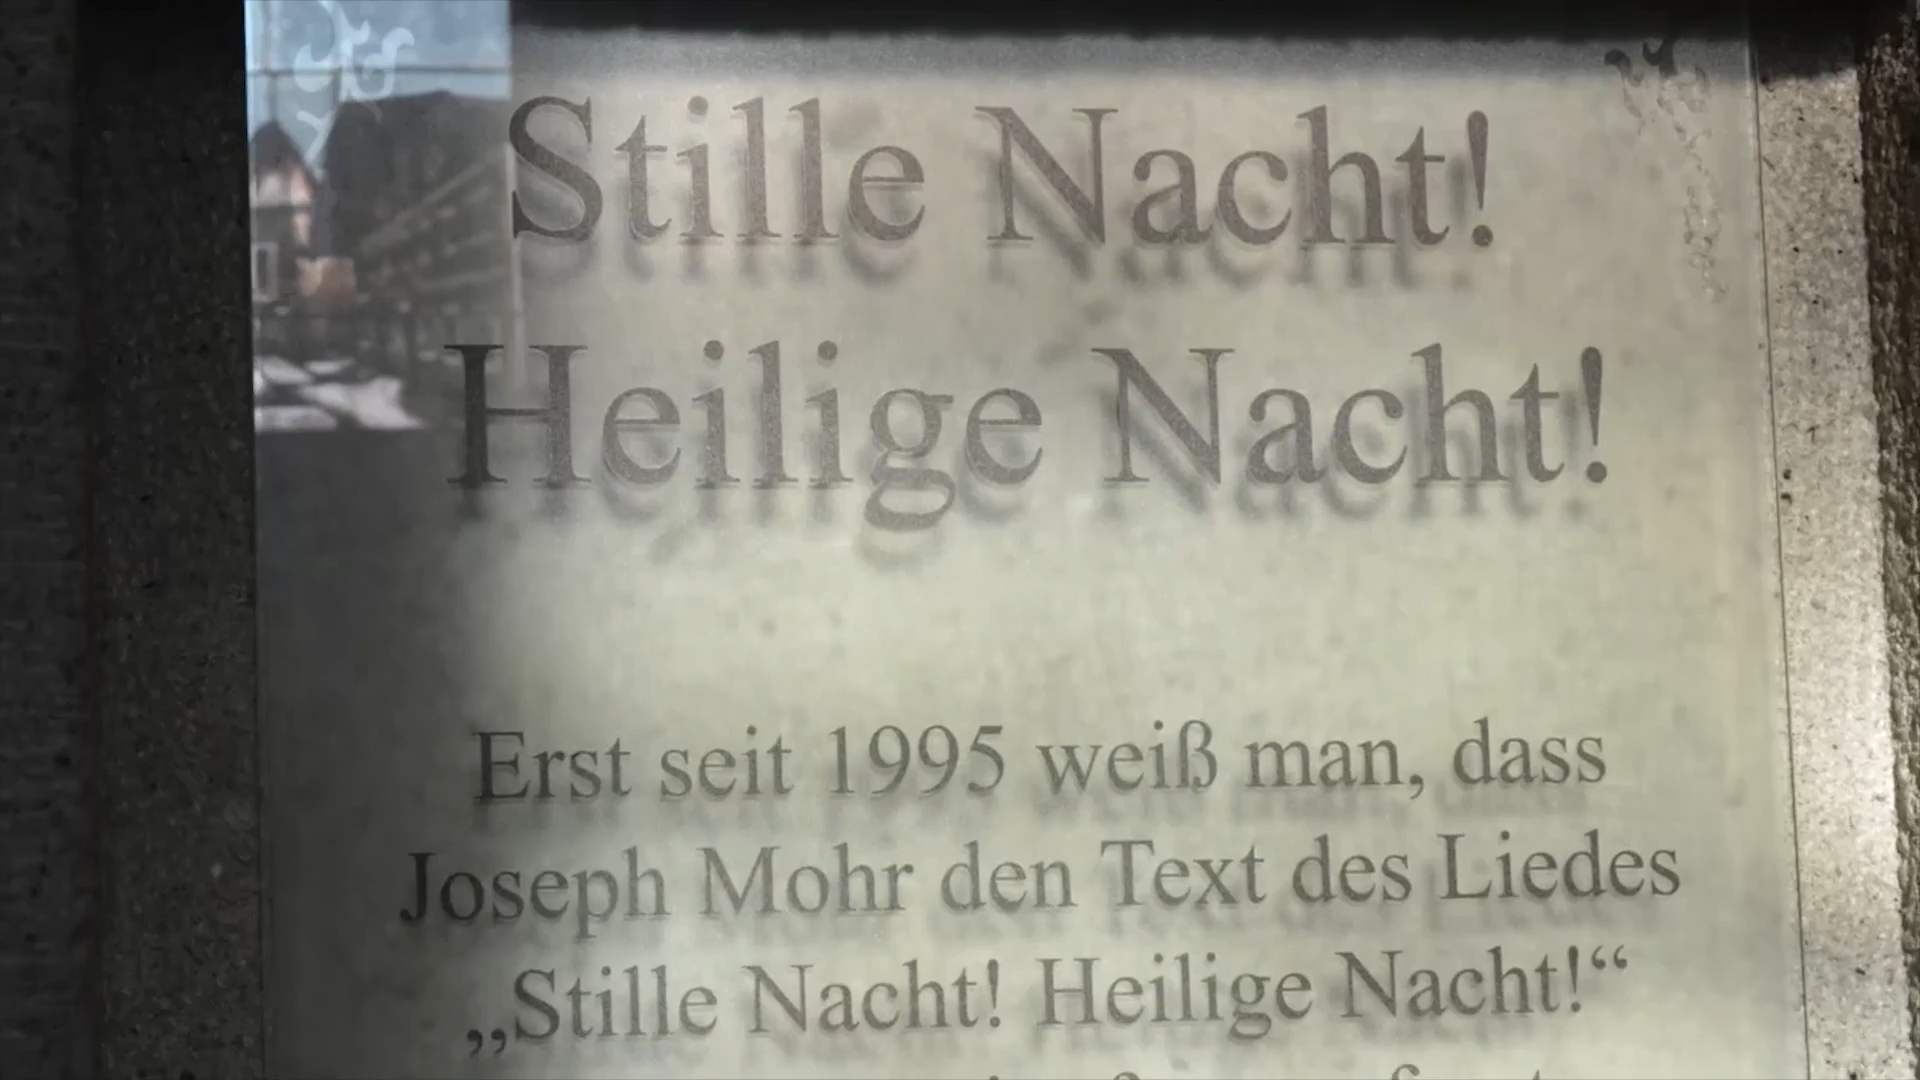 Stille Nacht!
Heilige Nacht!
Erst seit 1995 weiß man, dass
Joseph Mohr den Text des Liedes
„Stille Nacht! Heilige Nacht!“